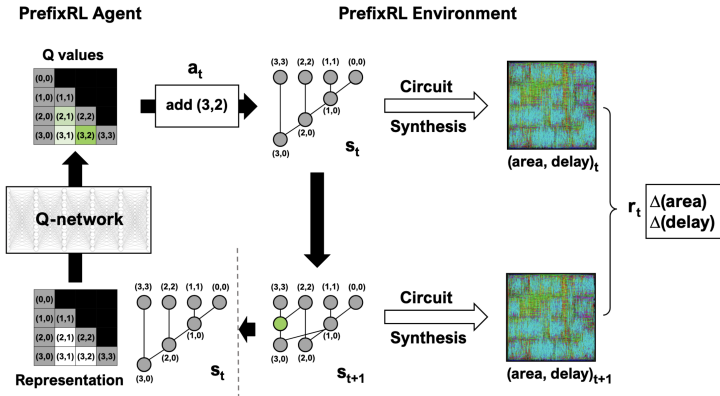 PrefixRL Agent
PrefixRL Environment
Q values
(0,0)
(1,0) (1,1)
(2,0) (2,1) (2,2)
(3,0) (3,1) (3,2) (3,3)
a_t
add (3,2)
(3,3) (2,2) (1,1) (0,0)
(1,0)
(2,0)
(3,0)
s_t
Circuit
Synthesis
(area, delay)_t
Q-network
r_t
Δ(area)
Δ(delay)
(0,0)
(1,0) (1,1)
(2,0) (2,1) (2,2)
(3,0) (3,1) (3,2) (3,3)
Representation
(3,3) (2,2) (1,1) (0,0)
(1,0)
(2,0)
(3,0)
s_t
(3,3) (2,2) (1,1) (0,0)
(1,0)
(3,0) (2,0)
s_{t+1}
Circuit
Synthesis
(area, delay)_{t+1}